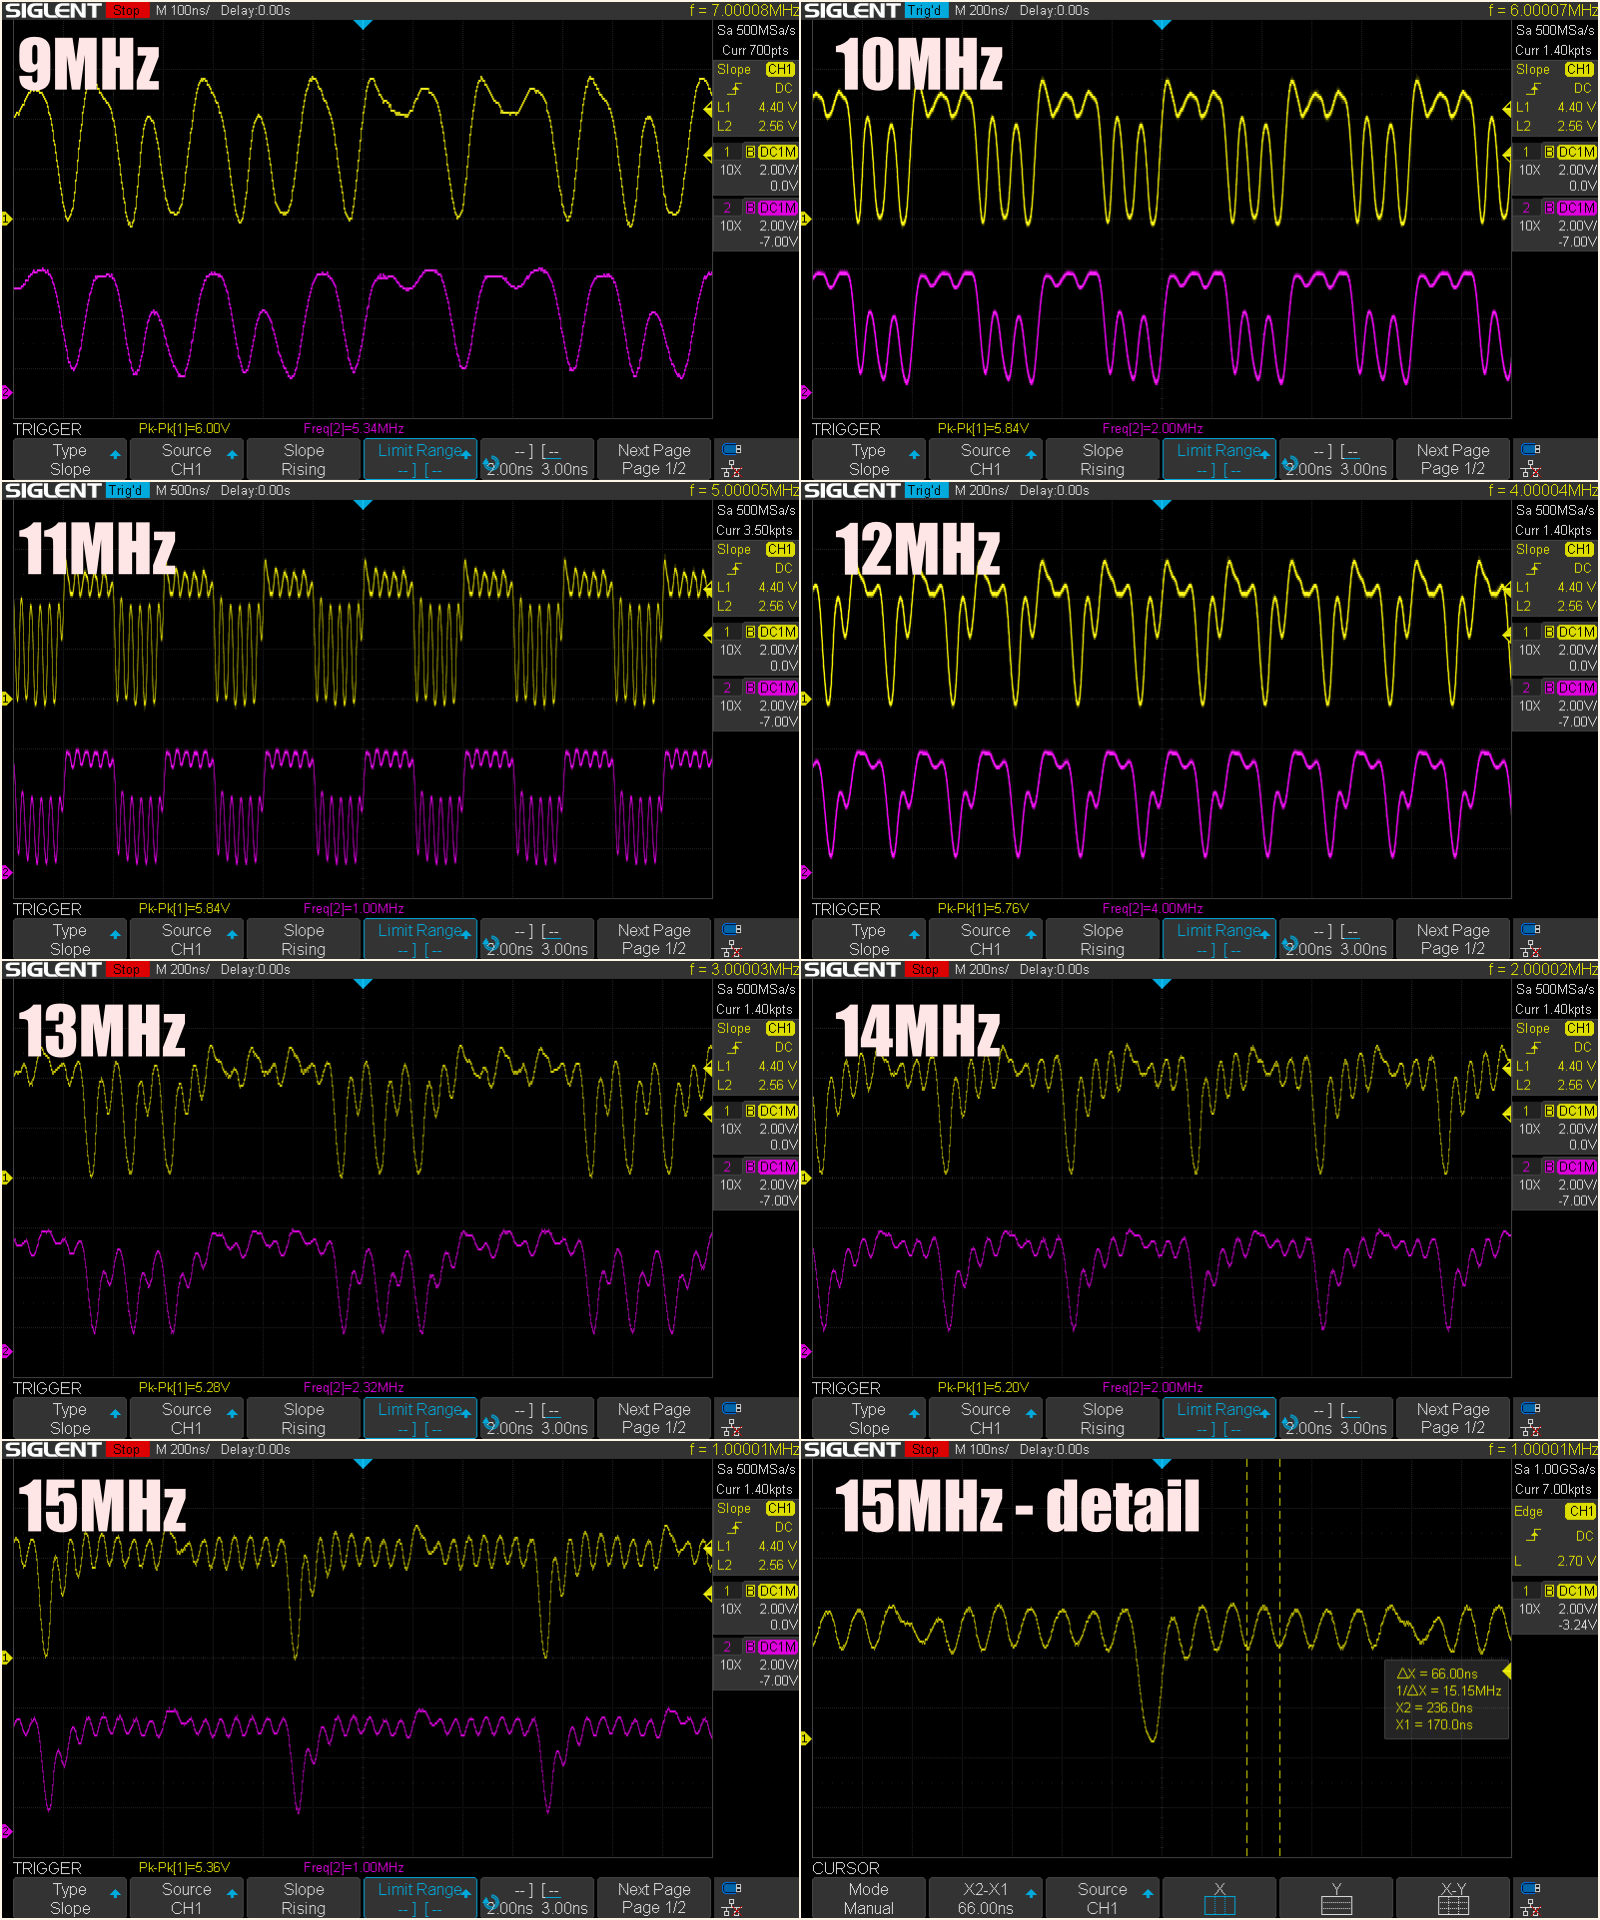 SIGLENT Stop M 100ns/ Delay:0.00s f = 7.00008MHz
9MHz
Sa 500MSa/s
Curr 700pts
Slope CH1
DC
L1 4.40 V
L2 2.56 V
1 B DC1M
10X 2.00V/
0.0V
2 B DC1M
10X 2.00V/
-7.00V
1
2
TRIGGER Pk-Pk[1]=6.00V Freq[2]=5.34MHz
Type Source Slope Limit Range -- ] [-- Next Page
Slope CH1 Rising -- ] [ -- 2.00ns 3.00ns Page 1/2
SIGLENT Trig'd M 200ns/ Delay:0.00s f = 6.00007MHz
10MHz
Sa 500MSa/s
Curr 1.40kpts
Slope CH1
DC
L1 4.40 V
L2 2.56 V
1 B DC1M
10X 2.00V/
0.0V
2 B DC1M
10X 2.00V/
-7.00V
1
2
TRIGGER Pk-Pk[1]=5.84V Freq[2]=2.00MHz
Type Source Slope Limit Range -- ] [-- Next Page
Slope CH1 Rising -- ] [ -- 2.00ns 3.00ns Page 1/2
SIGLENT Trig'd M 500ns/ Delay:0.00s f = 5.00005MHz
11MHz
Sa 500MSa/s
Curr 3.50kpts
Slope CH1
DC
L1 4.40 V
L2 2.56 V
1 B DC1M
10X 2.00V/
0.0V
2 B DC1M
10X 2.00V/
-7.00V
1
2
TRIGGER Pk-Pk[1]=5.84V Freq[2]=1.00MHz
Type Source Slope Limit Range -- ] [-- Next Page
Slope CH1 Rising -- ] [ -- 2.00ns 3.00ns Page 1/2
SIGLENT Trig'd M 200ns/ Delay:0.00s f = 4.00004MHz
12MHz
Sa 500MSa/s
Curr 1.40kpts
Slope CH1
DC
L1 4.40 V
L2 2.56 V
1 B DC1M
10X 2.00V/
0.0V
2 B DC1M
10X 2.00V/
-7.00V
1
2
TRIGGER Pk-Pk[1]=5.76V Freq[2]=4.00MHz
Type Source Slope Limit Range -- ] [-- Next Page
Slope CH1 Rising -- ] [ -- 2.00ns 3.00ns Page 1/2
SIGLENT Stop M 200ns/ Delay:0.00s f = 3.00003MHz
13MHz
Sa 500MSa/s
Curr 1.40kpts
Slope CH1
DC
L1 4.40 V
L2 2.56 V
1 B DC1M
10X 2.00V/
0.0V
2 B DC1M
10X 2.00V/
-7.00V
1
2
TRIGGER Pk-Pk[1]=5.28V Freq[2]=2.32MHz
Type Source Slope Limit Range -- ] [-- Next Page
Slope CH1 Rising -- ] [ -- 2.00ns 3.00ns Page 1/2
SIGLENT Stop M 200ns/ Delay:0.00s f = 2.00002MHz
14MHz
Sa 500MSa/s
Curr 1.40kpts
Slope CH1
DC
L1 4.40 V
L2 2.56 V
1 B DC1M
10X 2.00V/
0.0V
2 B DC1M
10X 2.00V/
-7.00V
1
2
TRIGGER Pk-Pk[1]=5.20V Freq[2]=2.00MHz
Type Source Slope Limit Range -- ] [-- Next Page
Slope CH1 Rising -- ] [ -- 2.00ns 3.00ns Page 1/2
SIGLENT Stop M 200ns/ Delay:0.00s f = 1.00001MHz
15MHz
Sa 500MSa/s
Curr 1.40kpts
Slope CH1
DC
L1 4.40 V
L2 2.56 V
1 B DC1M
10X 2.00V/
0.0V
2 B DC1M
10X 2.00V/
-7.00V
1
2
TRIGGER Pk-Pk[1]=5.36V Freq[2]=1.00MHz
Type Source Slope Limit Range -- ] [-- Next Page
Slope CH1 Rising -- ] [ -- 2.00ns 3.00ns Page 1/2
SIGLENT Stop M 100ns/ Delay:0.00s f = 1.00001MHz
15MHz - detail
Sa 1.00GSa/s
Curr 7.00kpts
Edge CH1
DC
L 2.70 V
1 B DC1M
10X 2.00V/
-3.24V
△X = 66.00ns
1/△X = 15.15MHz
X2 = 236.0ns
X1 = 170.0ns
1
CURSOR
Mode X2-X1 Source X Y X-Y
Manual 66.00ns CH1